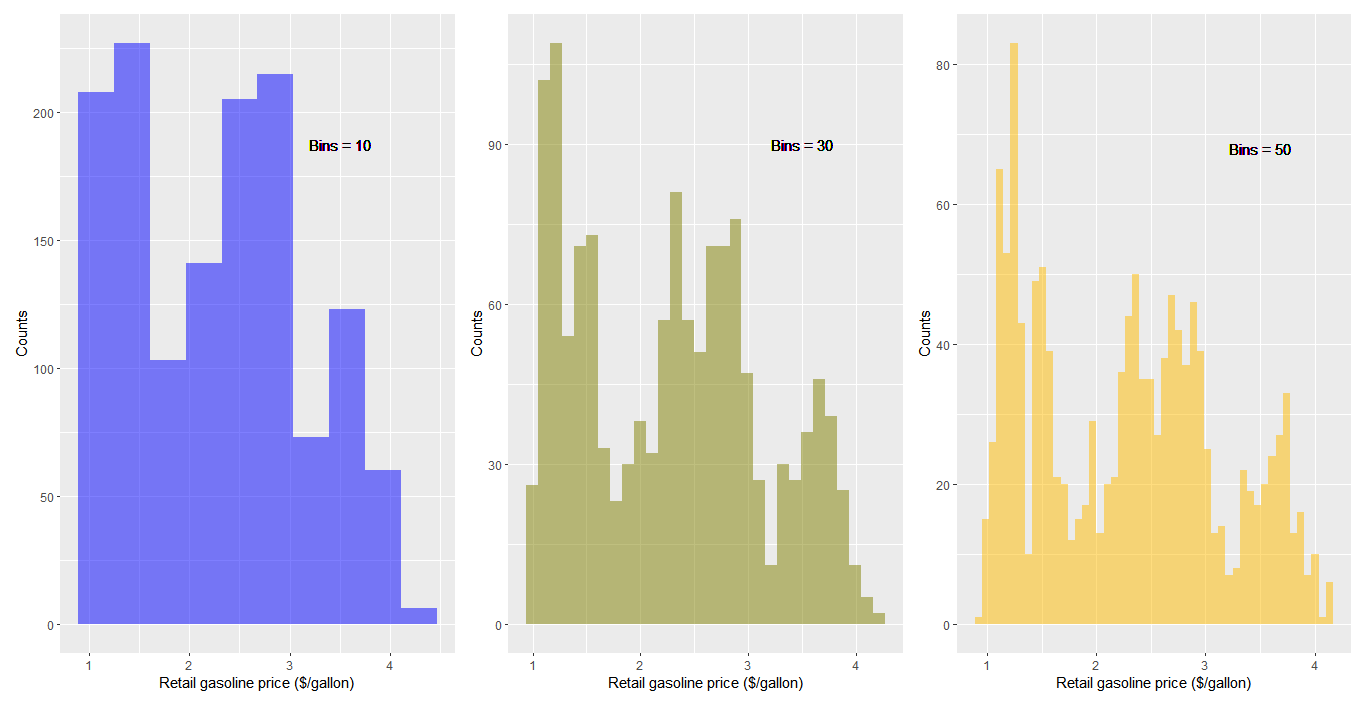 Counts
200
150
100
50
0
Bins = 10
1 2 3 4
Retail gasoline price ($/gallon)
Counts
90
60
30
0
Bins = 30
1 2 3 4
Retail gasoline price ($/gallon)
Counts
80
60
40
20
0
Bins = 50
1 2 3 4
Retail gasoline price ($/gallon)